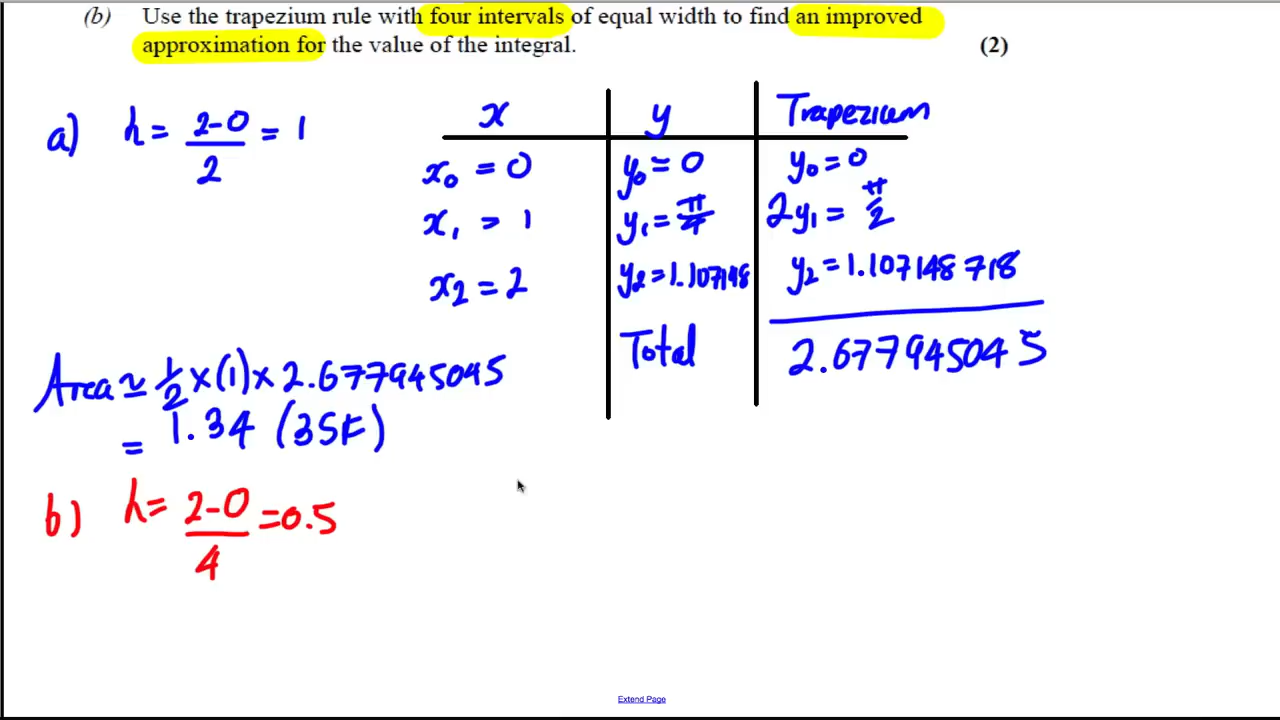 (b) Use the trapezium rule with four intervals of equal width to find an improved
approximation for the value of the integral. (2)
a) h = 2-0/2 = 1
x y Trapezium
x₀ = 0 y₀ = 0 y₀ = 0
x₁ = 1 y₁ = π/4 2y₁ = π/2
x₂ = 2 y₂ = 1.107148 y₂ = 1.107148718
Total 2.677945045
Area ≃ 1/2 × (1) × 2.677945045
= 1.34 (3SF)
b) h = 2-0/4 = 0.5
Extend Page